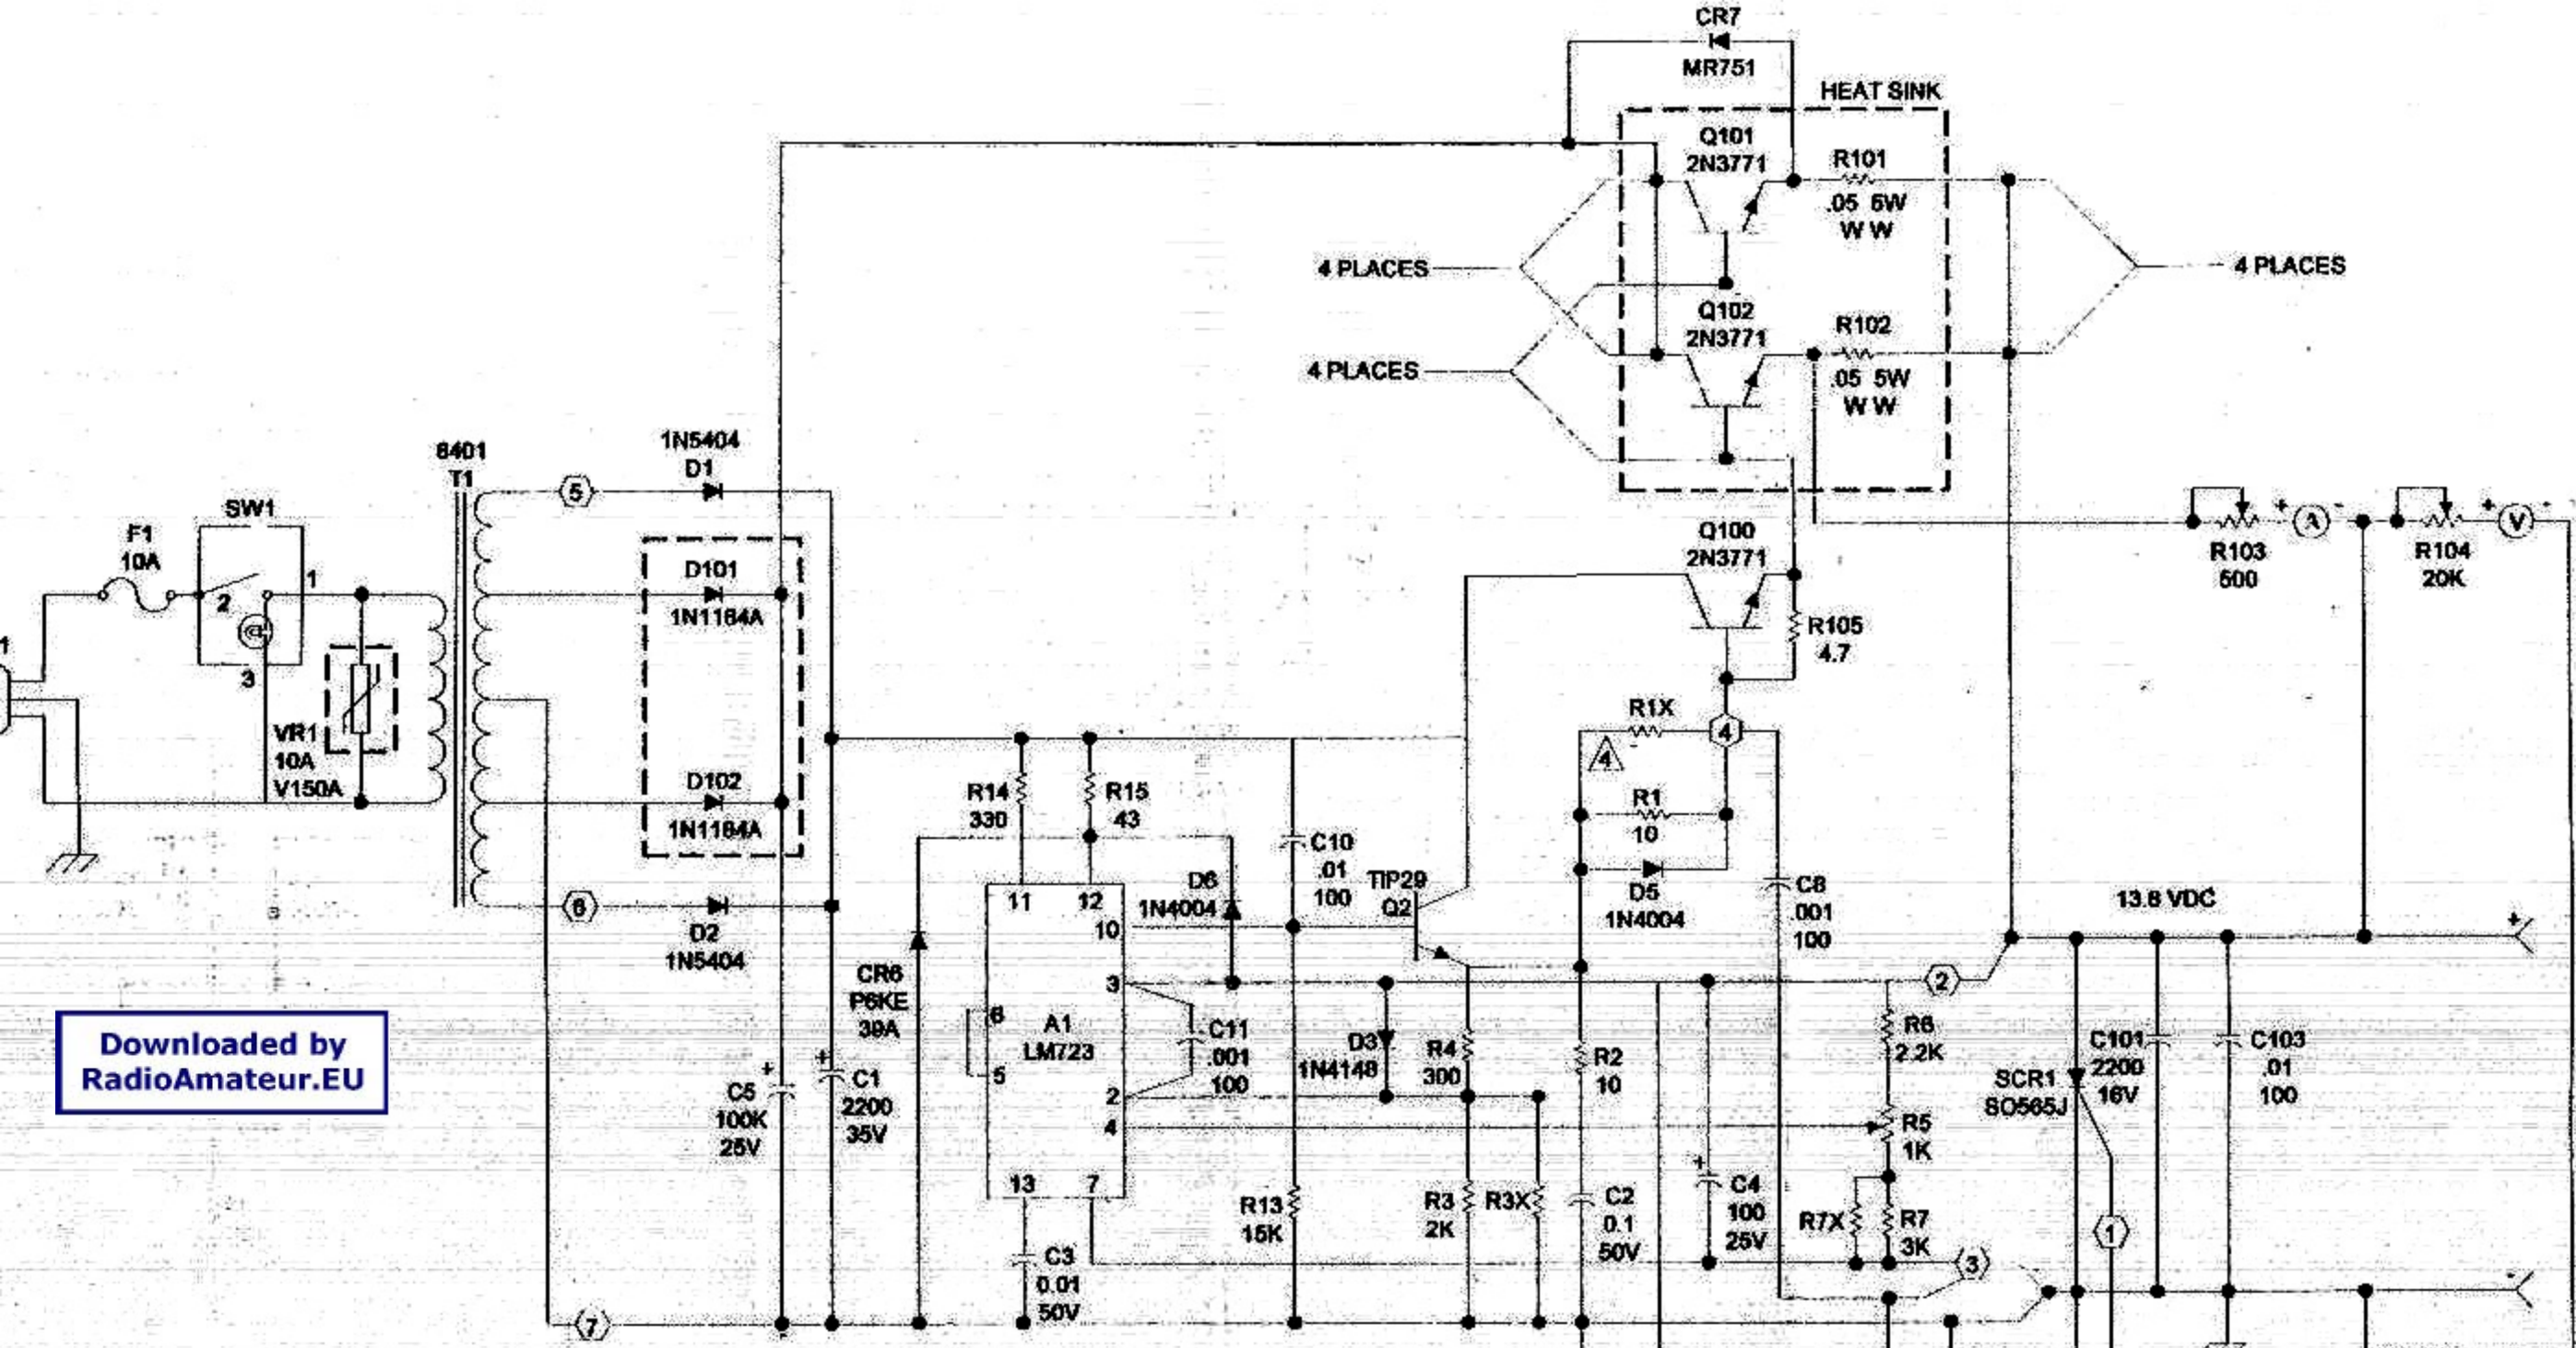 CR7
MR751
HEAT SINK
Q101
2N3771
R101
.05 5W
W W
4 PLACES
4 PLACES
Q102
2N3771
R102
.05 5W
W W
4 PLACES
8401
T1
1N5404
D1
5
SW1
F1
10A
1
2
@
3
1
VR1
10A
V150A
D101
1N1184A
D102
1N1184A
6
D2
1N5404
Q100
2N3771
R105
4.7
R103
500
+ A -
R104
20K
+ V -
R1X
4
4
R1
10
D5
1N4004
C8
.001
100
R14
330
R15
43
C10
.01
100
TIP29
Q2
D6
1N4004
11
12
10
3
6
5
2
4
13
7
A1
LM723
CR6
P6KE
39A
C11
.001
100
D3
1N4148
R4
300
R2
10
2
R6
2.2K
R5
1K
13.8 VDC
+
C101
2200
16V
C103
.01
100
SCR1
SO565J
+
C5
100K
25V
+
C1
2200
35V
C3
0.01
50V
R13
15K
R3
2K
R3X
C2
0.1
50V
+
C4
100
25V
R7X
R7
3K
3
1
-
7
Downloaded by
RadioAmateur.EU